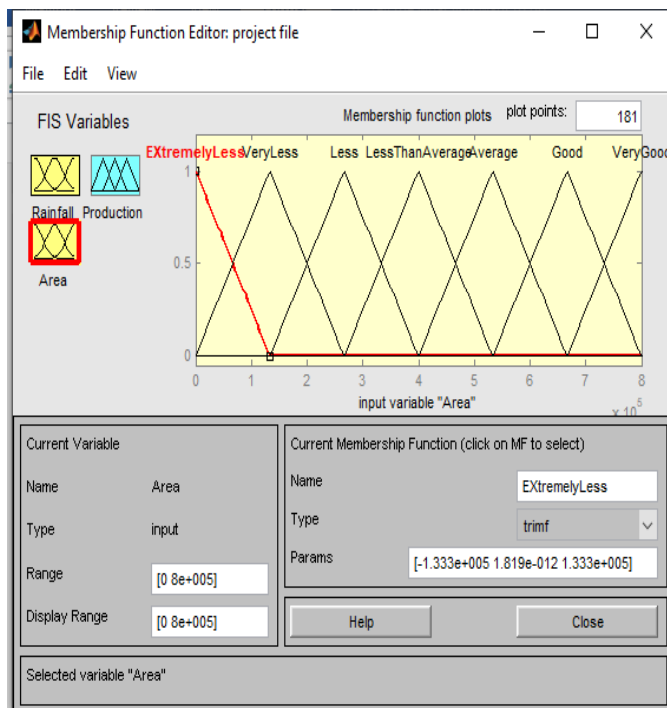 Membership Function Editor: project file
File Edit View
FIS Variables
Membership function plots plot points: 181
EXtremelyLess VeryLess Less LessThanAverage Average Good VeryGood
1
Rainfall Production
0.5
Area
0
0 1 2 3 4 5 6 7 8
input variable "Area"
x 10^5
Current Variable
Current Membership Function (click on MF to select)
Name Area
Name EXtremelyLess
Type input
Type trimf
Params [-1.333e+005 1.819e-012 1.333e+005]
Range [0 8e+005]
Display Range [0 8e+005]
Help Close
Selected variable "Area"